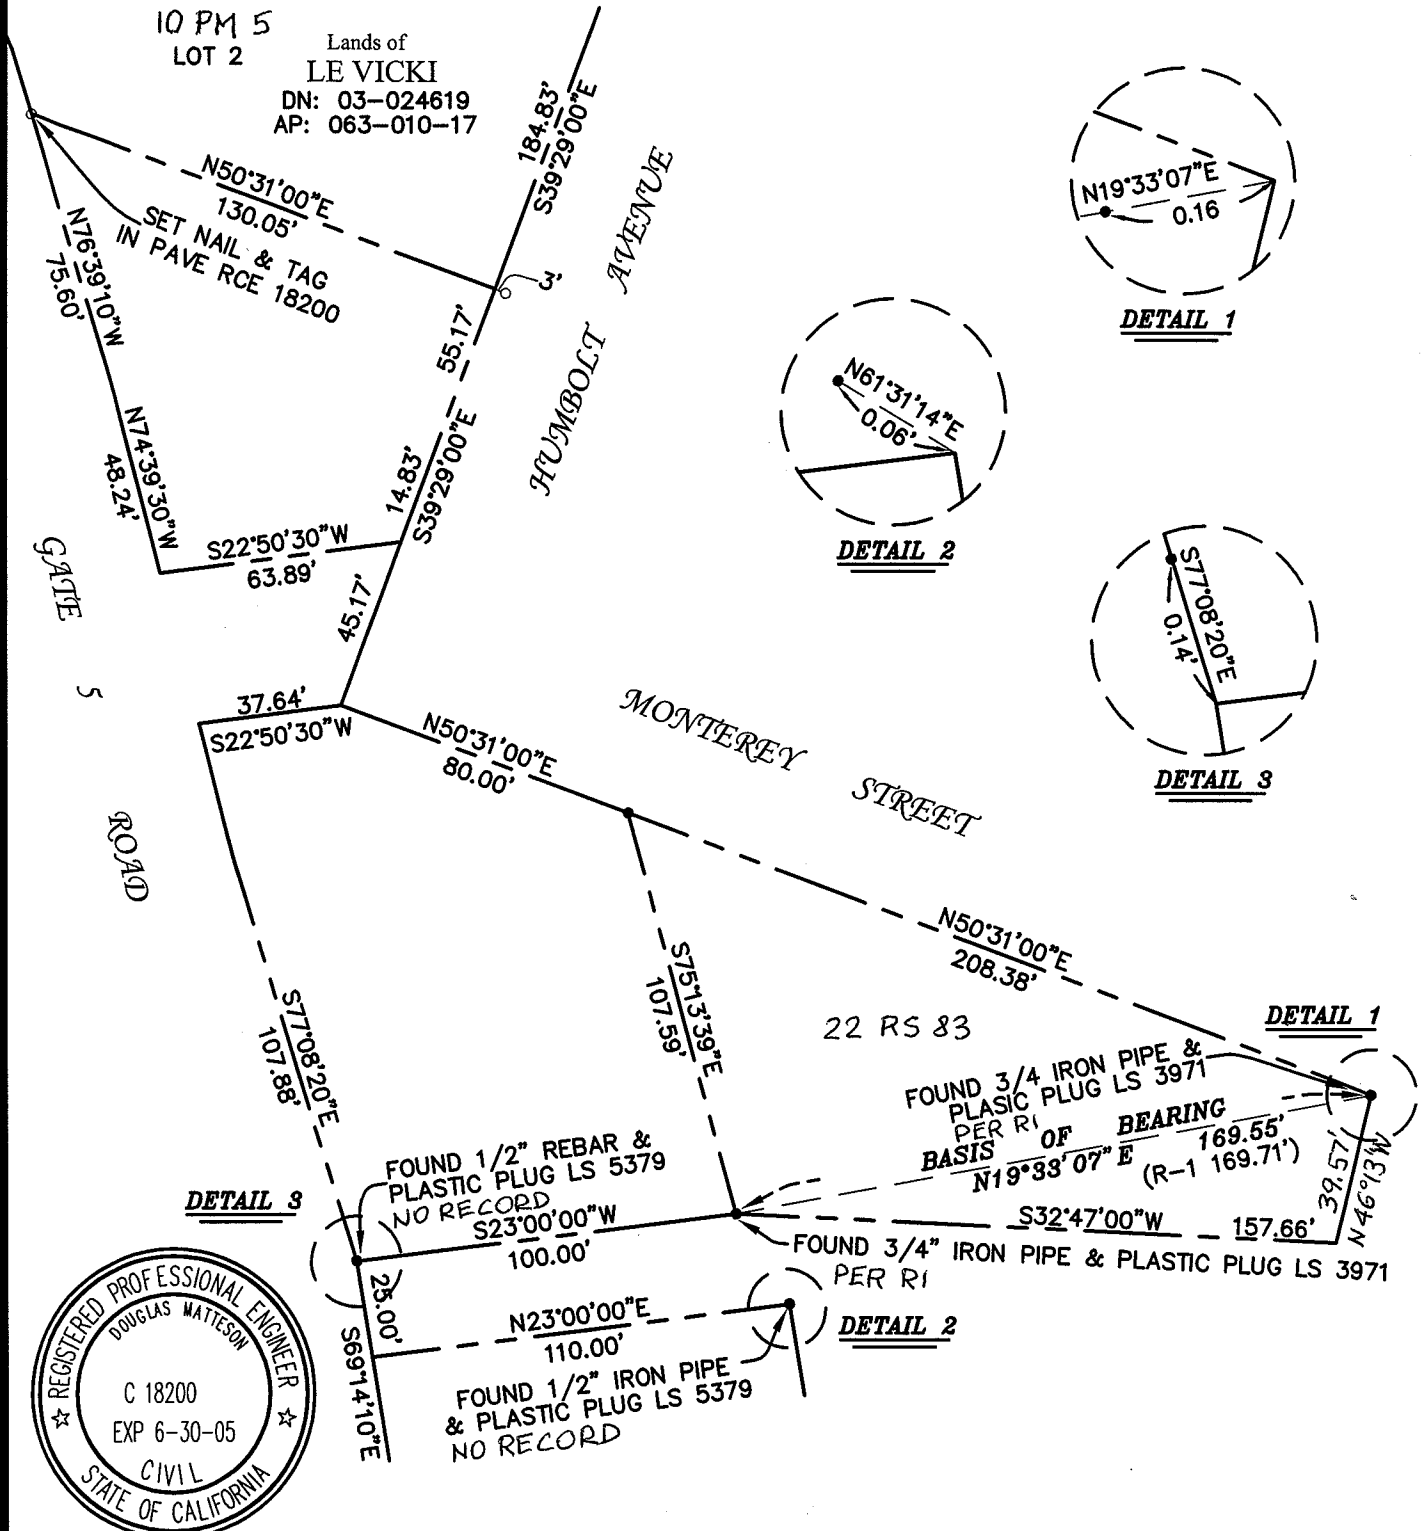 10 PM 5
LOT 2
Lands of
LE VICKI
DN: 03-024619
AP: 063-010-17
184.83'
S39°29'00"E
N50°31'00"E
130.05'
SET NAIL & TAG
IN PAVE RCE 18200
N76°39'10"W
75.60'
3'
55.17'
HUMBOLT AVENUE
N19°33'07"E
0.16
DETAIL 1
N61°31'14"E
0.06'
DETAIL 2
N74°39'30"W
48.24'
14.83'
S39°29'00"E
S22°50'30"W
63.89'
45.17'
GATE 5 ROAD
S77°08'20"E
0.14'
DETAIL 3
37.64'
S22°50'30"W
N50°31'00"E
80.00'
MONTEREY STREET
N50°31'00"E
208.38'
S77°08'20"E
107.88'
S75°13'39"E
107.59'
22 RS 83
DETAIL 1
FOUND 3/4 IRON PIPE &
PLASIC PLUG LS 3971
PER R1
BASIS OF BEARING
N19°33'07"E 169.55'
(R-1 169.71')
39.57'
N46°13'W
FOUND 1/2" REBAR &
PLASTIC PLUG LS 5379
NO RECORD
DETAIL 3
S23°00'00"W
100.00'
S32°47'00"W 157.66'
FOUND 3/4" IRON PIPE & PLASTIC PLUG LS 3971
PER R1
25.00'
S69°14'10"E
N23°00'00"E
110.00'
DETAIL 2
FOUND 1/2" IRON PIPE
& PLASTIC PLUG LS 5379
NO RECORD
REGISTERED PROFESSIONAL ENGINEER
DOUGLAS MATTESON
C 18200
EXP 6-30-05
CIVIL
STATE OF CALIFORNIA